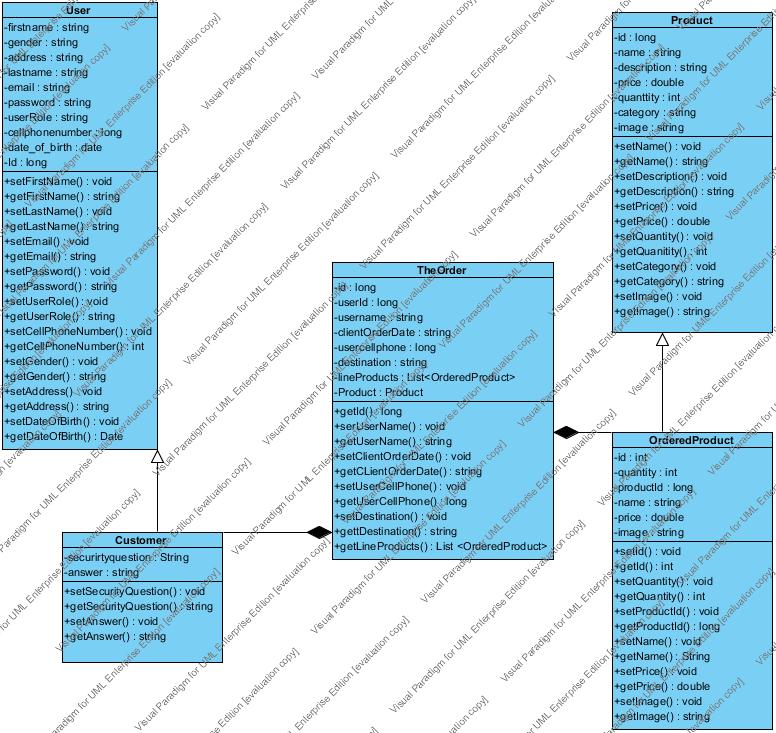 User
-firstname : string
-gender : string
-address : string
-lastname : string
-email : string
-password : string
-userRole : string
-cellphonenumber : long
-date_of_birth : date
-Id : long
+setFirstName() : void
+getFirstName() : string
+setLastName() : void
+getLastName() : string
+setEmail() : void
+getEmail() : string
+setPassword() : void
+getPassword() : string
+setUserRole() : void
+getUserRole() : string
+setCellPhoneNumber() : void
+getCellPhoneNumber() : int
+setGender() : void
+getGender() : string
+setAddress() : void
+getAddress() : string
+setDateOfBirth() : void
+getDateOfBirth() : Date
Customer
-securirtyquestion : String
-answer : string
+setSecurityQuestion() : void
+getSecurityQuestion() : string
+setAnswer() : void
+getAnswer() : string
TheOrder
-id : long
-userId : long
-username : string
-clientOrderDate : string
-usercellphone : long
-destination : string
-lineProducts : List<OrderedProduct>
-Product : Product
+getId() : long
+serUserName() : void
+getUserName() : string
+setClientOrderDate() : void
+getCLientOrderDate() : string
+setUserCellPhone() : void
+getUserCellPhone() : long
+setDestination() : void
+gettDestination() : string
+getLineProducts() : List <OrderedProduct>
Product
-id : long
-name : string
-description : string
-price : double
-quanttity : int
-category : string
-image : string
+setName() : void
+getName() : string
+setDescription() : void
+getDescription() : string
+setPrice() : void
+getPrice() : double
+setQuantity() : void
+getQuanitity() : int
+setCategory() : void
+getCategory() : string
+setImage() : void
+getImage() : string
OrderedProduct
-id : int
-quantity : int
-productId : long
-name : string
-price : double
-image : string
+setId() : void
+getId() : int
+setQuantity() : void
+getQuantity() : int
+setProductId() : void
+getProductId() : long
+setName() : void
+getName() : String
+setPrice() : void
+getPrice() : double
+setImage() : void
+getImage() : string
Visual Paradigm for UML Enterprise Edition [evaluation copy]